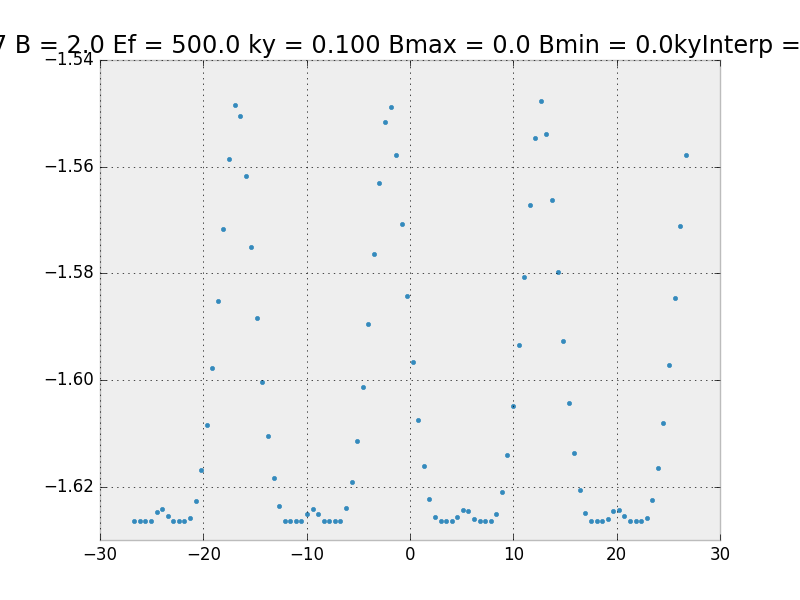 7 B = 2.0 Ef = 500.0 ky = 0.100 Bmax = 0.0 Bmin = 0.0kyInterp =
−1.54
−1.56
−1.58
−1.60
−1.62
−30 −20 −10 0 10 20 30